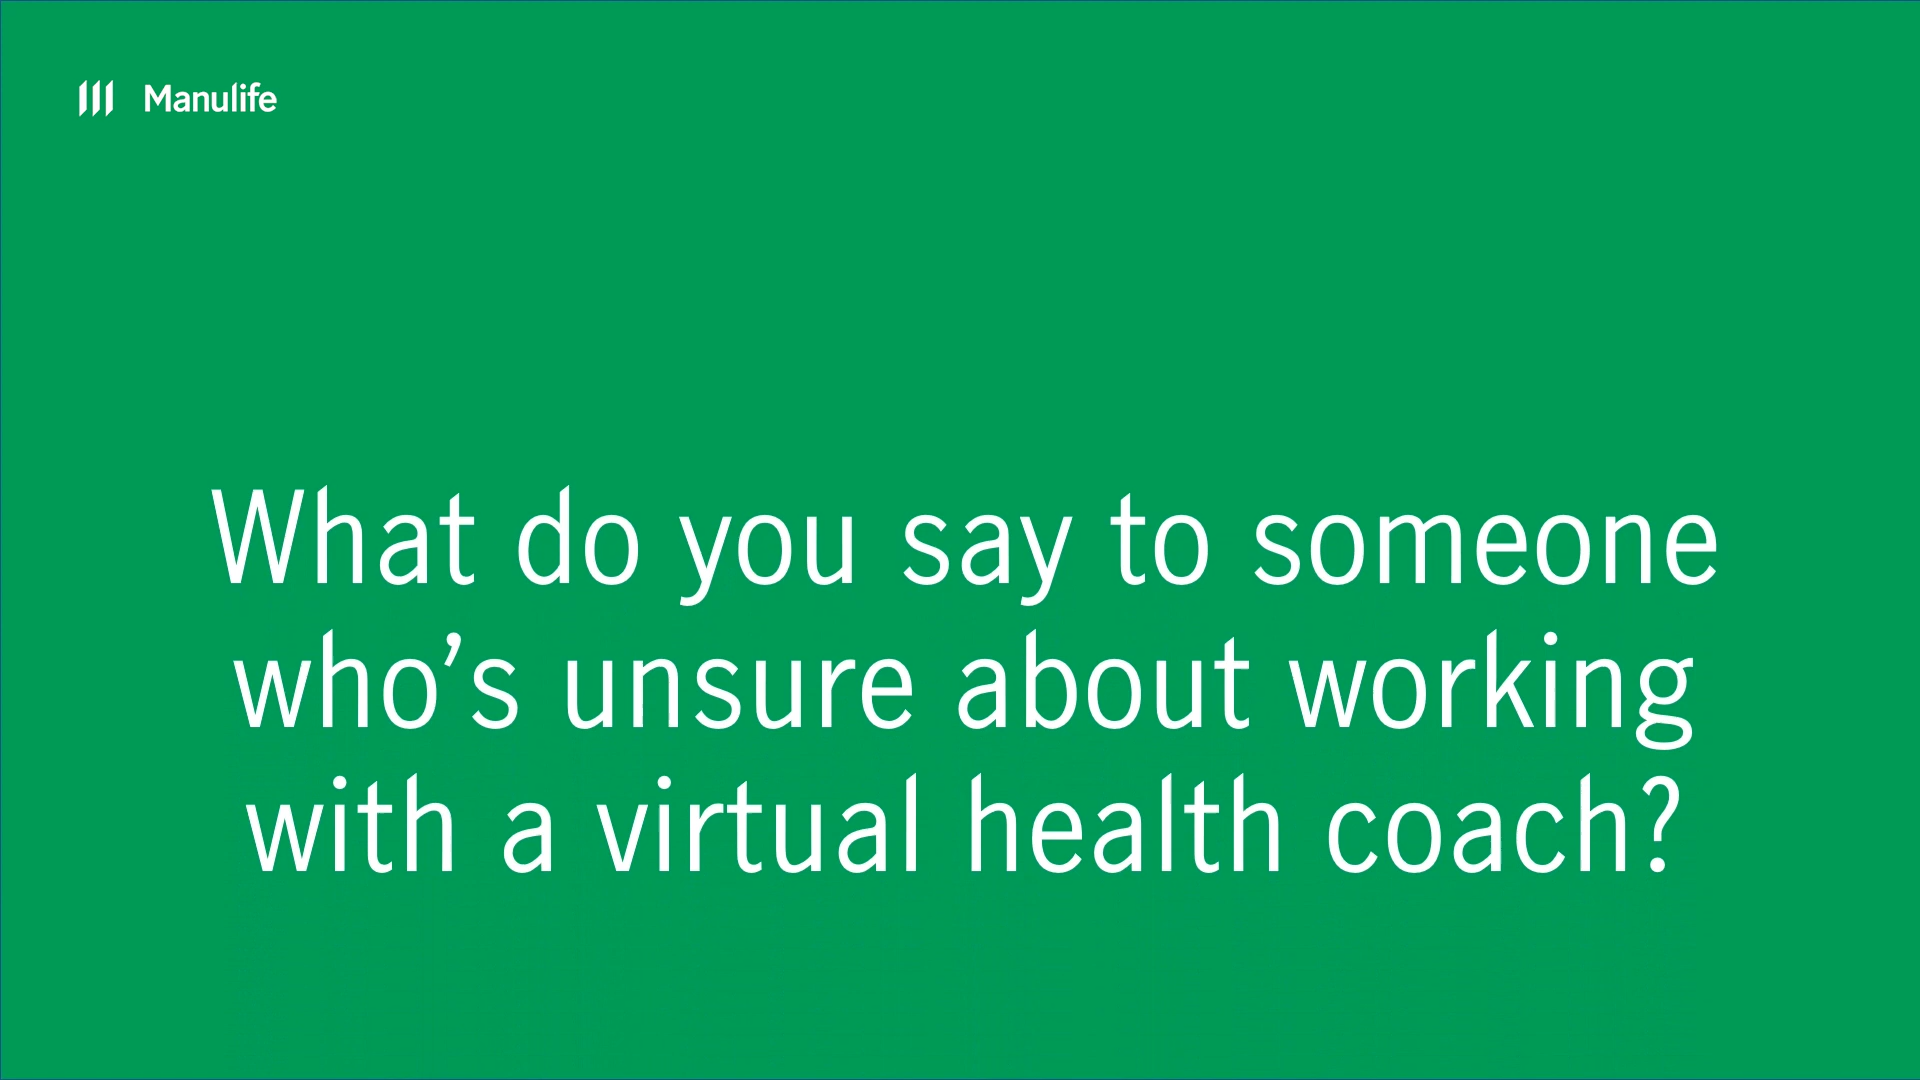 Manulife
What do you say to someone
who’s unsure about working
with a virtual health coach?